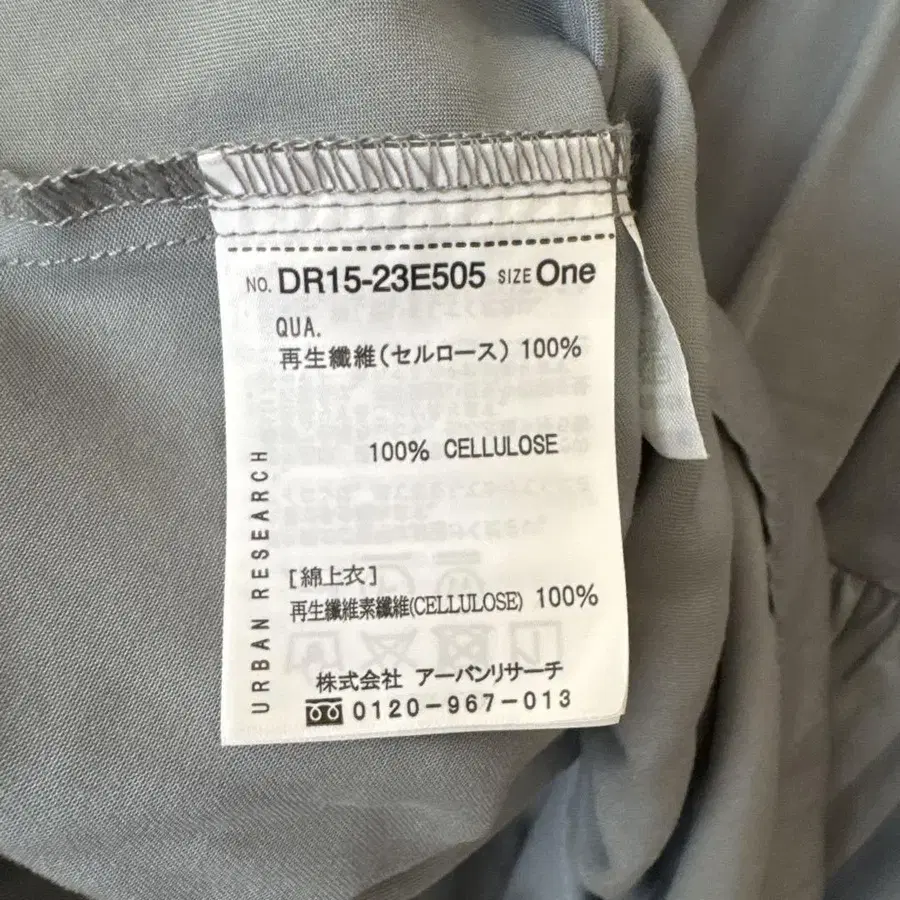 NO. DR15-23E505 SIZE One
QUA.
再生繊維(セルロース) 100%
100% CELLULOSE
[綿上衣]
再生纖維素纖維(CELLULOSE) 100%
株式会社 アーバンリサーチ
0120-967-013
URBAN RESEARCH